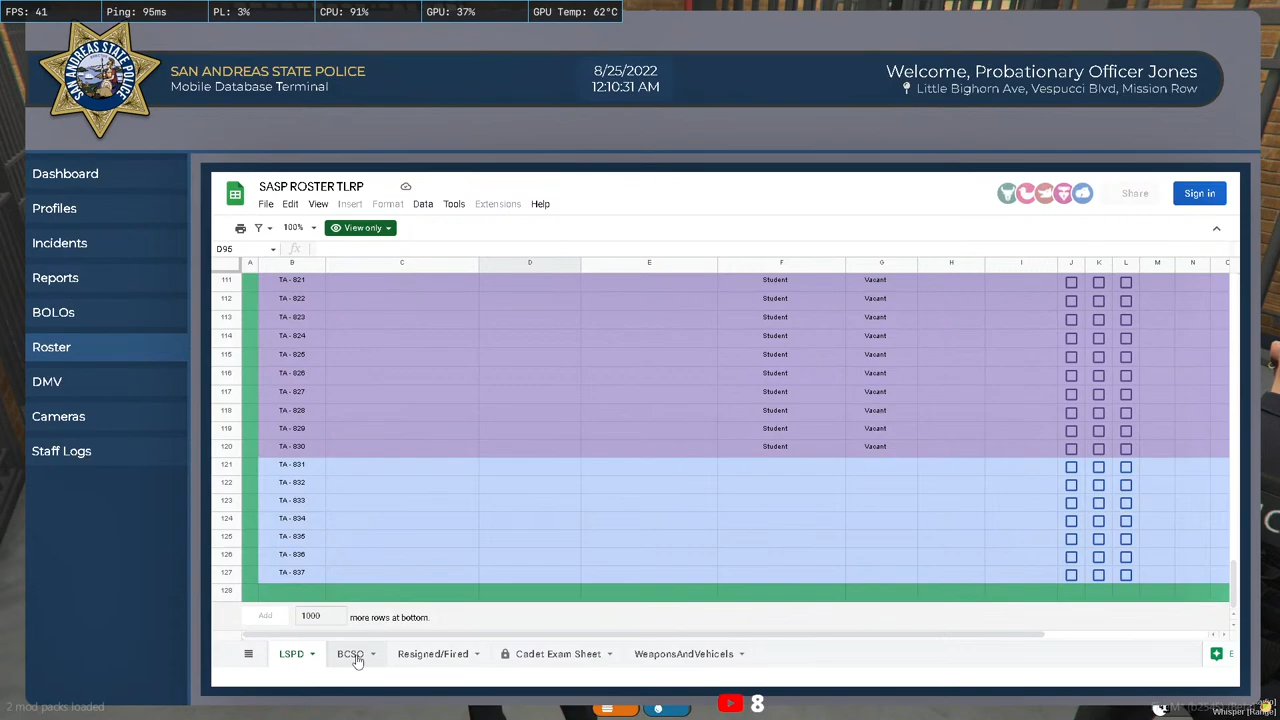 FPS: 41 Ping: 95ms PL: 3% CPU: 91% GPU: 37% GPU Temp: 62°C
SAN ANDREAS STATE POLICE
Mobile Database Terminal
8/25/2022
12:10:31 AM
Welcome, Probationary Officer Jones
Little Bighorn Ave, Vespucci Blvd, Mission Row
Dashboard
Profiles
Incidents
Reports
BOLOs
Roster
DMV
Cameras
Staff Logs
SASP ROSTER TLRP
File Edit View Insert Format Data Tools Extensions Help
Share Sign in
100% View only
D95 fx
A B C D E F G H I J K L M N
111 TA - 821 Student Vacant
112 TA - 822 Student Vacant
113 TA - 823 Student Vacant
114 TA - 824 Student Vacant
115 TA - 825 Student Vacant
116 TA - 826 Student Vacant
117 TA - 827 Student Vacant
118 TA - 828 Student Vacant
119 TA - 829 Student Vacant
120 TA - 830 Student Vacant
121 TA - 831
122 TA - 832
123 TA - 833
124 TA - 834
125 TA - 835
126 TA - 836
127 TA - 837
128
Add 1000 more rows at bottom.
LSPD BCSO Resigned/Fired Cadet Exam Sheet WeaponsAndVehicels E
2 mod packs loaded
8
Whisper [Range]